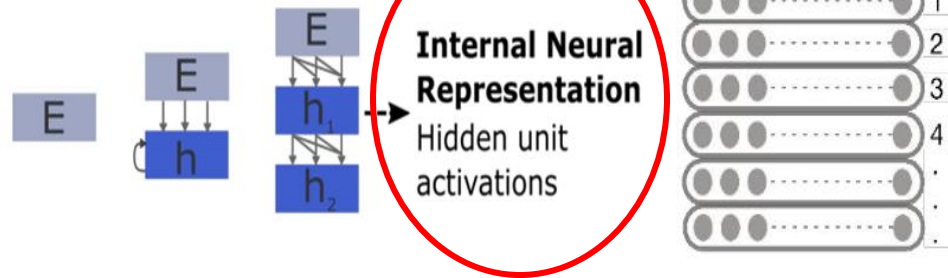 E
E
h
E
h1
h2
Internal Neural
Representation
Hidden unit
activations
1
2
3
4
.
.
.